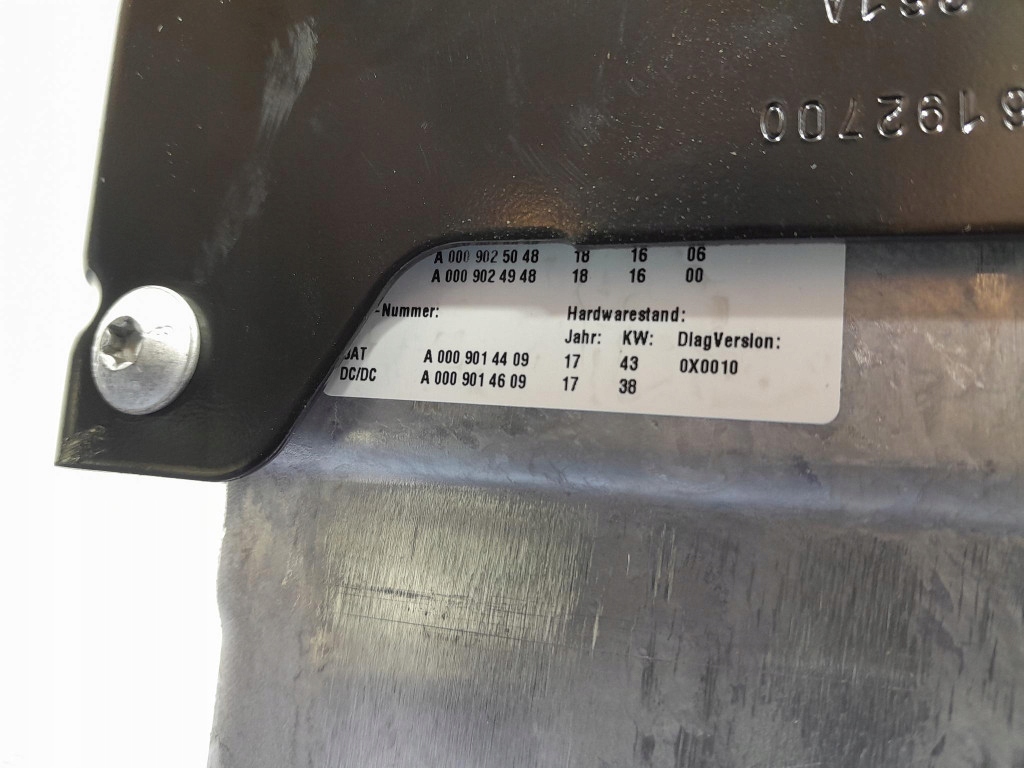 192700
A 000 902 50 48 18 16 06
A 000 902 49 48 18 16 00
-Nummer: Hardwarestand:
Jahr: KW: DiagVersion:
A 000 901 44 09 17 43 0X0010
DC/DC A 000 901 46 09 17 38